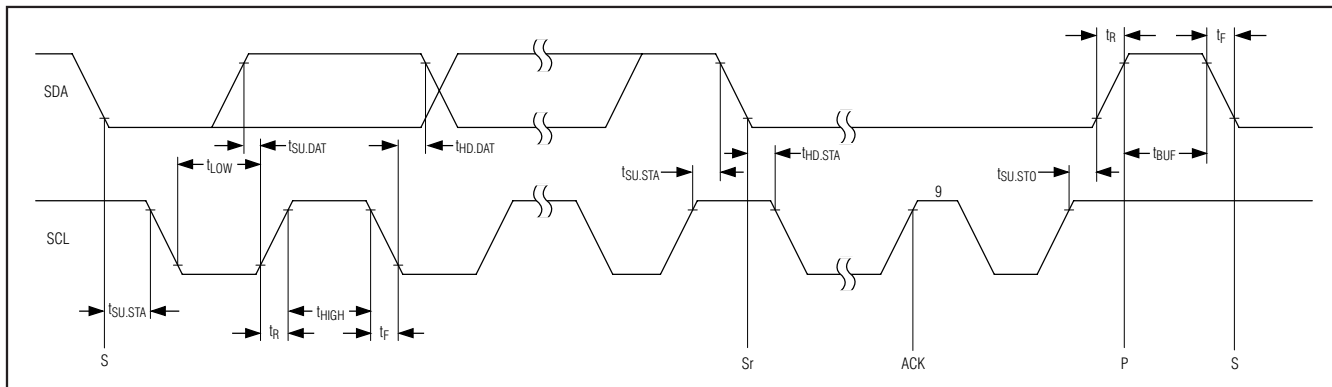 tR
tF
SDA
tSU.DAT
tHD.DAT
tLOW
tHD.STA
tBUF
tSU.STA
tSU.STO
9
SCL
tSU.STA
tHIGH
tR
tF
S
Sr
ACK
P
S